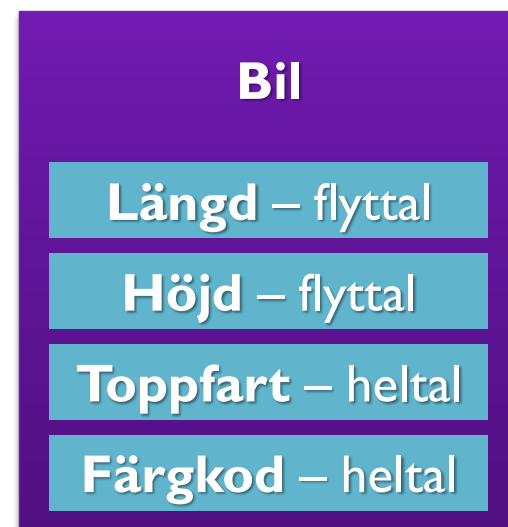 Bil
Längd – flyttal
Höjd – flyttal
Toppfart – heltal
Färgkod – heltal